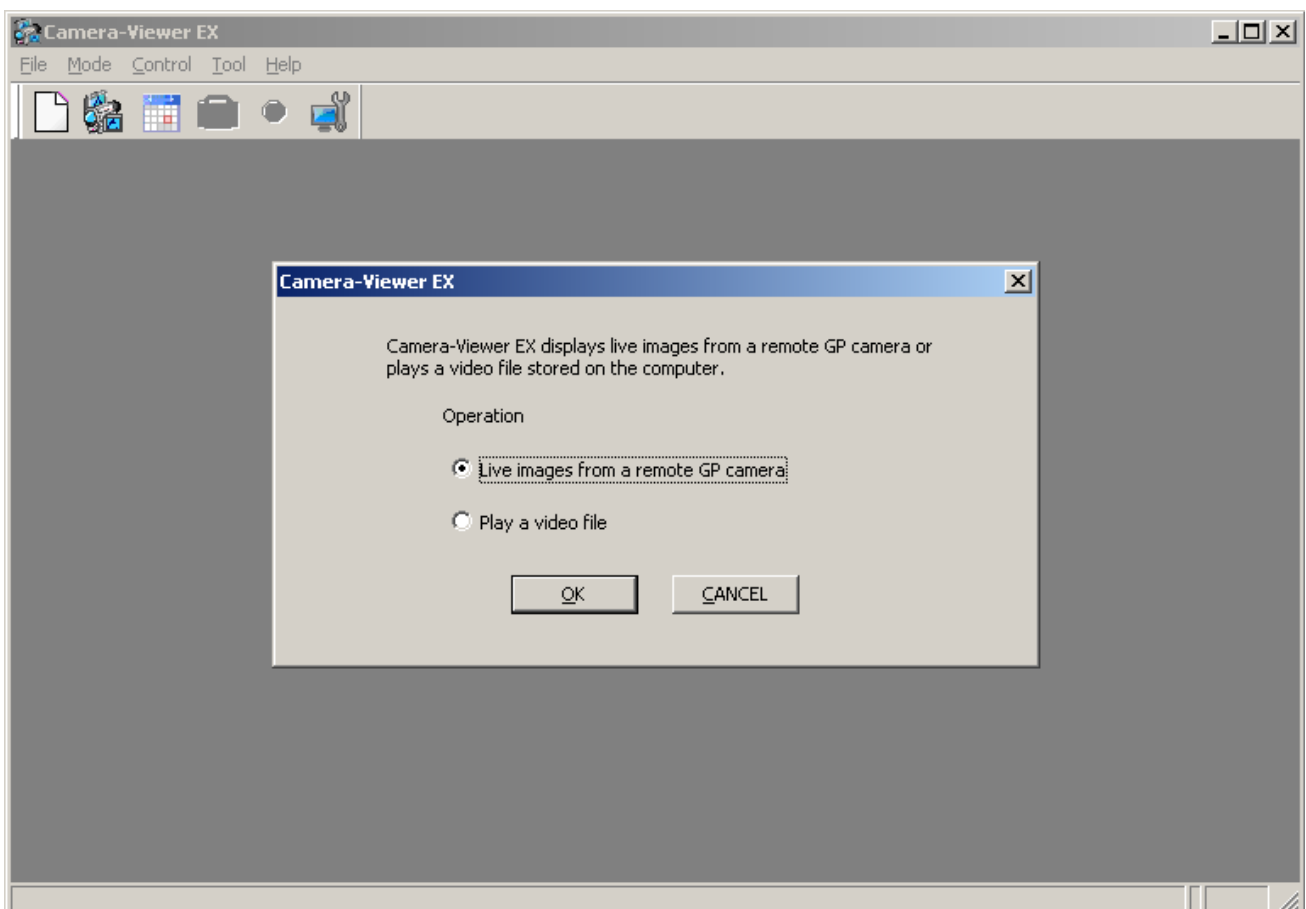 Camera-Viewer EX
File Mode Control Tool Help
Camera-Viewer EX
Camera-Viewer EX displays live images from a remote GP camera or
plays a video file stored on the computer.
Operation
Live images from a remote GP camera
Play a video file
OK CANCEL